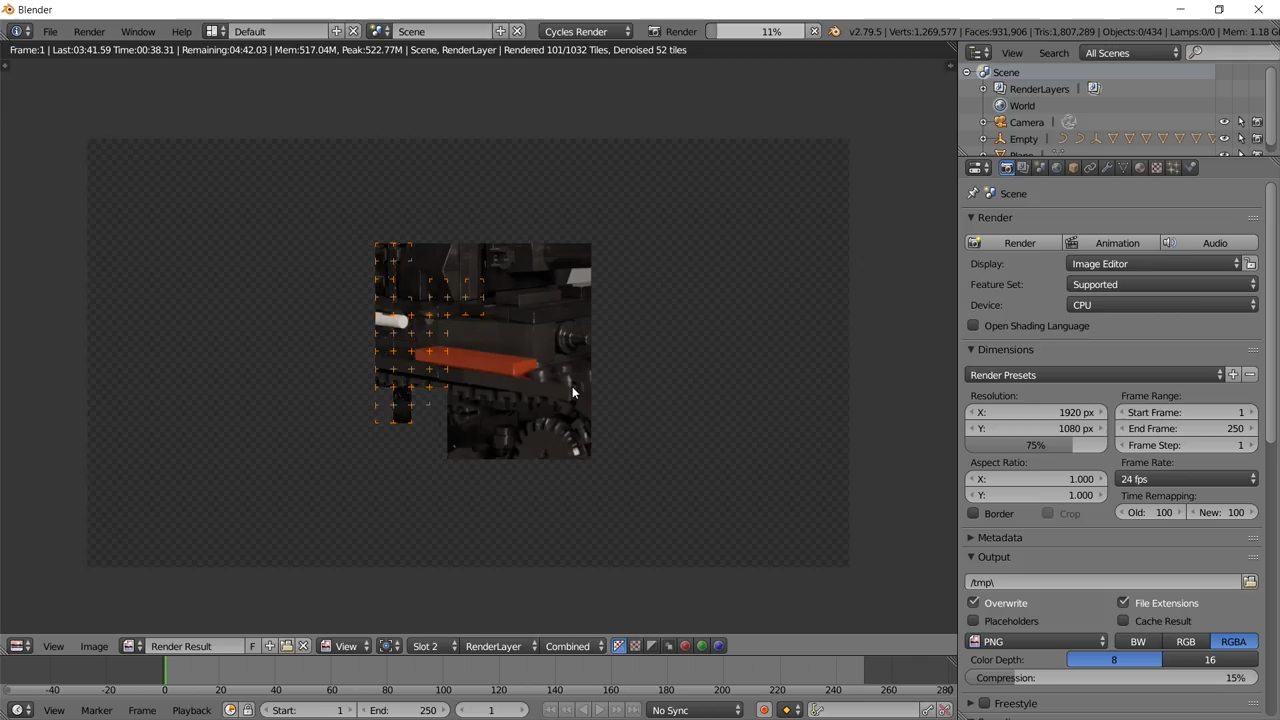 Blender
File Render Window Help Default Scene Cycles Render Render 11% v2.79.5 | Verts:1,269,577 | Faces:931,906 | Tris:1,807,289 | Objects:0/434 | Lamps:0/0 | Mem:1.18 G
Frame:1 | Last:03:41.59 Time:00:38.31 | Remaining:04:42.03 | Mem:517.04M, Peak:522.77M | Scene, RenderLayer | Rendered 101/1032 Tiles, Denoised 52 tiles
View Search All Scenes
Scene
RenderLayers
World
Camera
Empty
Plane
Scene
Render
Render Animation Audio
Display: Image Editor
Feature Set: Supported
Device: CPU
Open Shading Language
Dimensions
Render Presets
Resolution: Frame Range:
X: 1920 px Start Frame: 1
Y: 1080 px End Frame: 250
75% Frame Step: 1
Aspect Ratio: Frame Rate:
X: 1.000 24 fps
Y: 1.000 Time Remapping:
Border Crop Old: 100 New: 100
Metadata
Output
/tmp\
Overwrite File Extensions
Placeholders Cache Result
PNG BW RGB RGBA
Color Depth: 8 16
Compression: 15%
Freestyle
View Image Render Result F View Slot 2 RenderLayer Combined
-40 -20 0 20 40 60 80 100 120 140 160 180 200 220 240 260 280
View Marker Frame Playback Start: 1 End: 250 1 No Sync